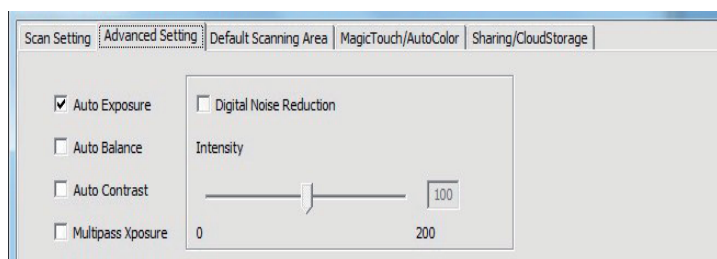 Scan Setting Advanced Setting Default Scanning Area MagicTouch/AutoColor Sharing/CloudStorage
Auto Exposure Digital Noise Reduction
Auto Balance Intensity
Auto Contrast 100
Multipass Xposure 0 200